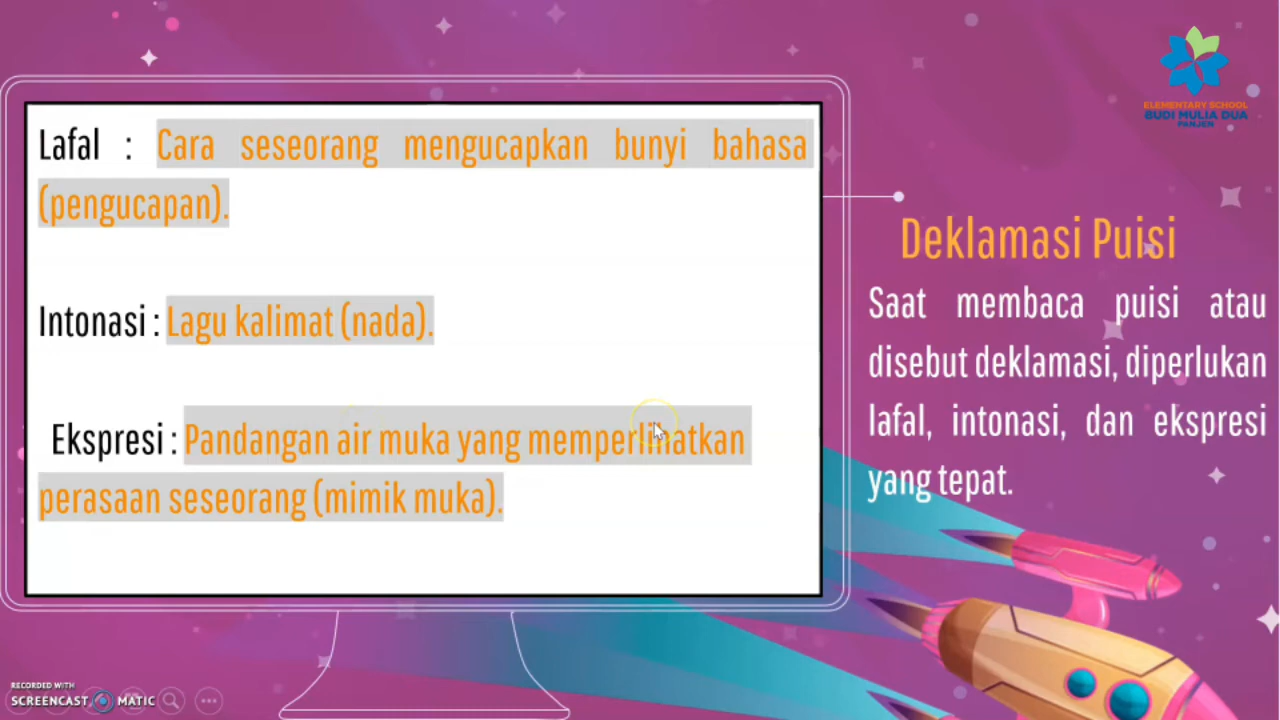 Lafal : Cara seseorang mengucapkan bunyi bahasa
(pengucapan).
Intonasi : Lagu kalimat (nada).
Ekspresi : Pandangan air muka yang memperlihatkan
perasaan seseorang (mimik muka).
ELEMENTARY SCHOOL
BUDI MULIA DUA
PANJEN
Deklamasi Puisi
Saat membaca puisi atau
disebut deklamasi, diperlukan
lafal, intonasi, dan ekspresi
yang tepat.
RECORDED WITH
SCREENCAST MATIC